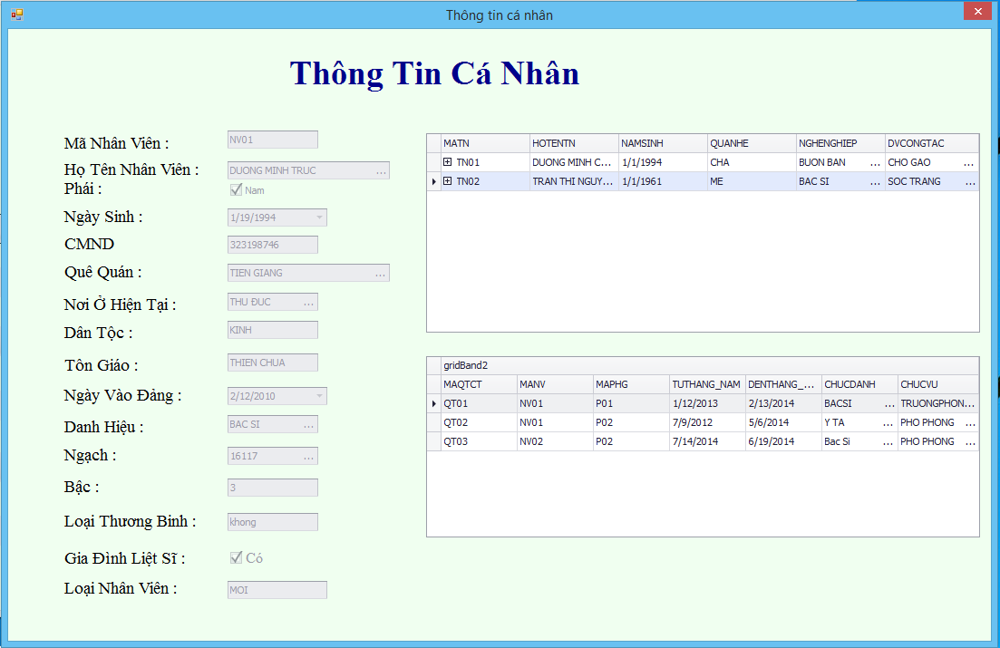 Thông tin cá nhân
Thông Tin Cá Nhân
Mã Nhân Viên : NV01
Họ Tên Nhân Viên : DUONG MINH TRUC ...
Phái : Nam
Ngày Sinh : 1/19/1994
CMND 323198746
Quê Quán : TIEN GIANG ...
Nơi Ở Hiện Tại : THU ĐUC ...
Dân Tộc : KINH
Tôn Giáo : THIEN CHUA
Ngày Vào Đảng : 2/12/2010
Danh Hiệu : BAC SI ...
Ngạch : 16117 ...
Bậc : 3
Loại Thương Binh : khong
Gia Đình Liệt Sĩ : Có
Loại Nhân Viên : MOI
MATN HOTENTN NAMSINH QUANHE NGHENGHIEP DVCONGTAC
TN01 DUONG MINH C... 1/1/1994 CHA BUON BAN ... CHO GAO ...
TN02 TRAN THI NGUY... 1/1/1961 ME BAC SI ... SOC TRANG ...
gridBand2
MAQTCT MANV MAPHG TUTHANG_NAM DENTHANG_... CHUCDANH CHUCVU
QT01 NV01 P01 1/12/2013 2/13/2014 BACSI ... TRUONGPHON...
QT02 NV01 P02 7/9/2012 5/6/2014 Y TA ... PHO PHONG ...
QT03 NV02 P02 7/14/2014 6/19/2014 Bac Si ... PHO PHONG ...